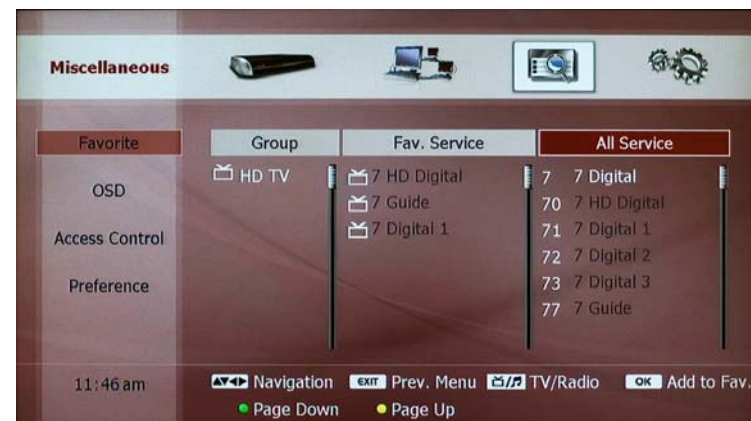 Miscellaneous
Favorite
OSD
Access Control
Preference
11:46 am
Group
HD TV
Fav. Service
7 HD Digital
7 Guide
7 Digital 1
All Service
7 7 Digital
70 7 HD Digital
71 7 Digital 1
72 7 Digital 2
73 7 Digital 3
77 7 Guide
Navigation EXIT Prev. Menu TV/Radio OK Add to Fav.
Page Down Page Up